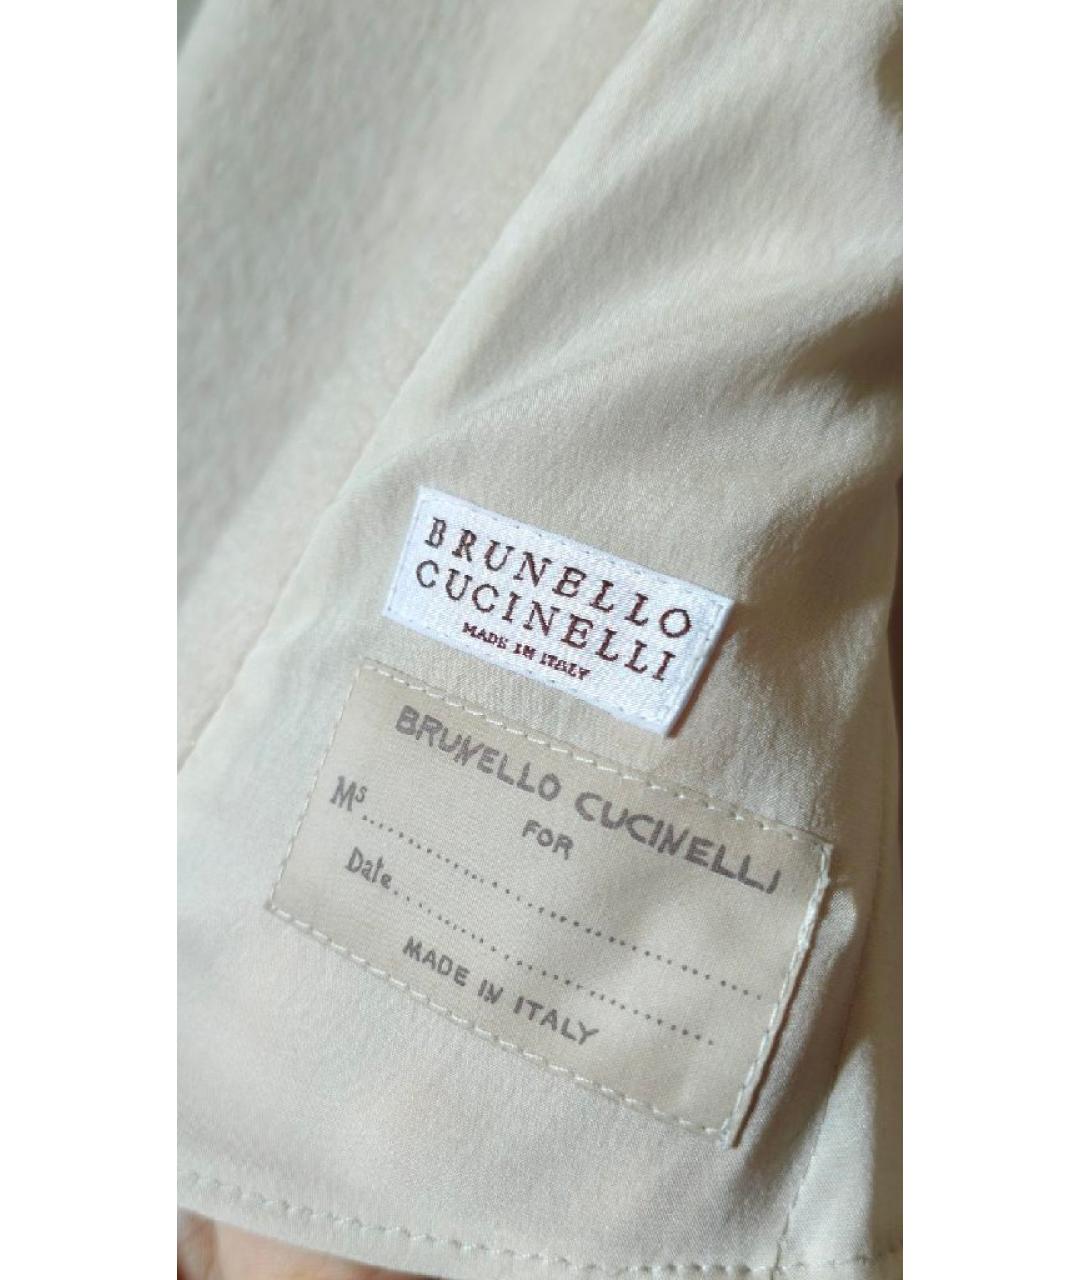 BRUNELLO
CUCINELLI
MADE IN ITALY
BRUNELLO CUCINELLI
FOR
Ms
Date
MADE IN ITALY